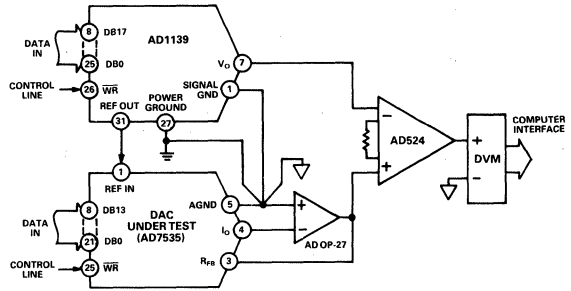 8 DB17
AD1139
DATA
IN
25 DB0
VO 7
CONTROL
LINE
26 WR
SIGNAL
GND 1
POWER
GROUND
REF OUT
31
27
−
AD524
+
+
DVM
−
COMPUTER
INTERFACE
1
REF IN
8 DB13
DATA
IN
21 DB0
DAC
UNDER TEST
(AD7535)
AGND 5
IO 4
RFB 3
+
−
AD OP-27
CONTROL
LINE
25 WR